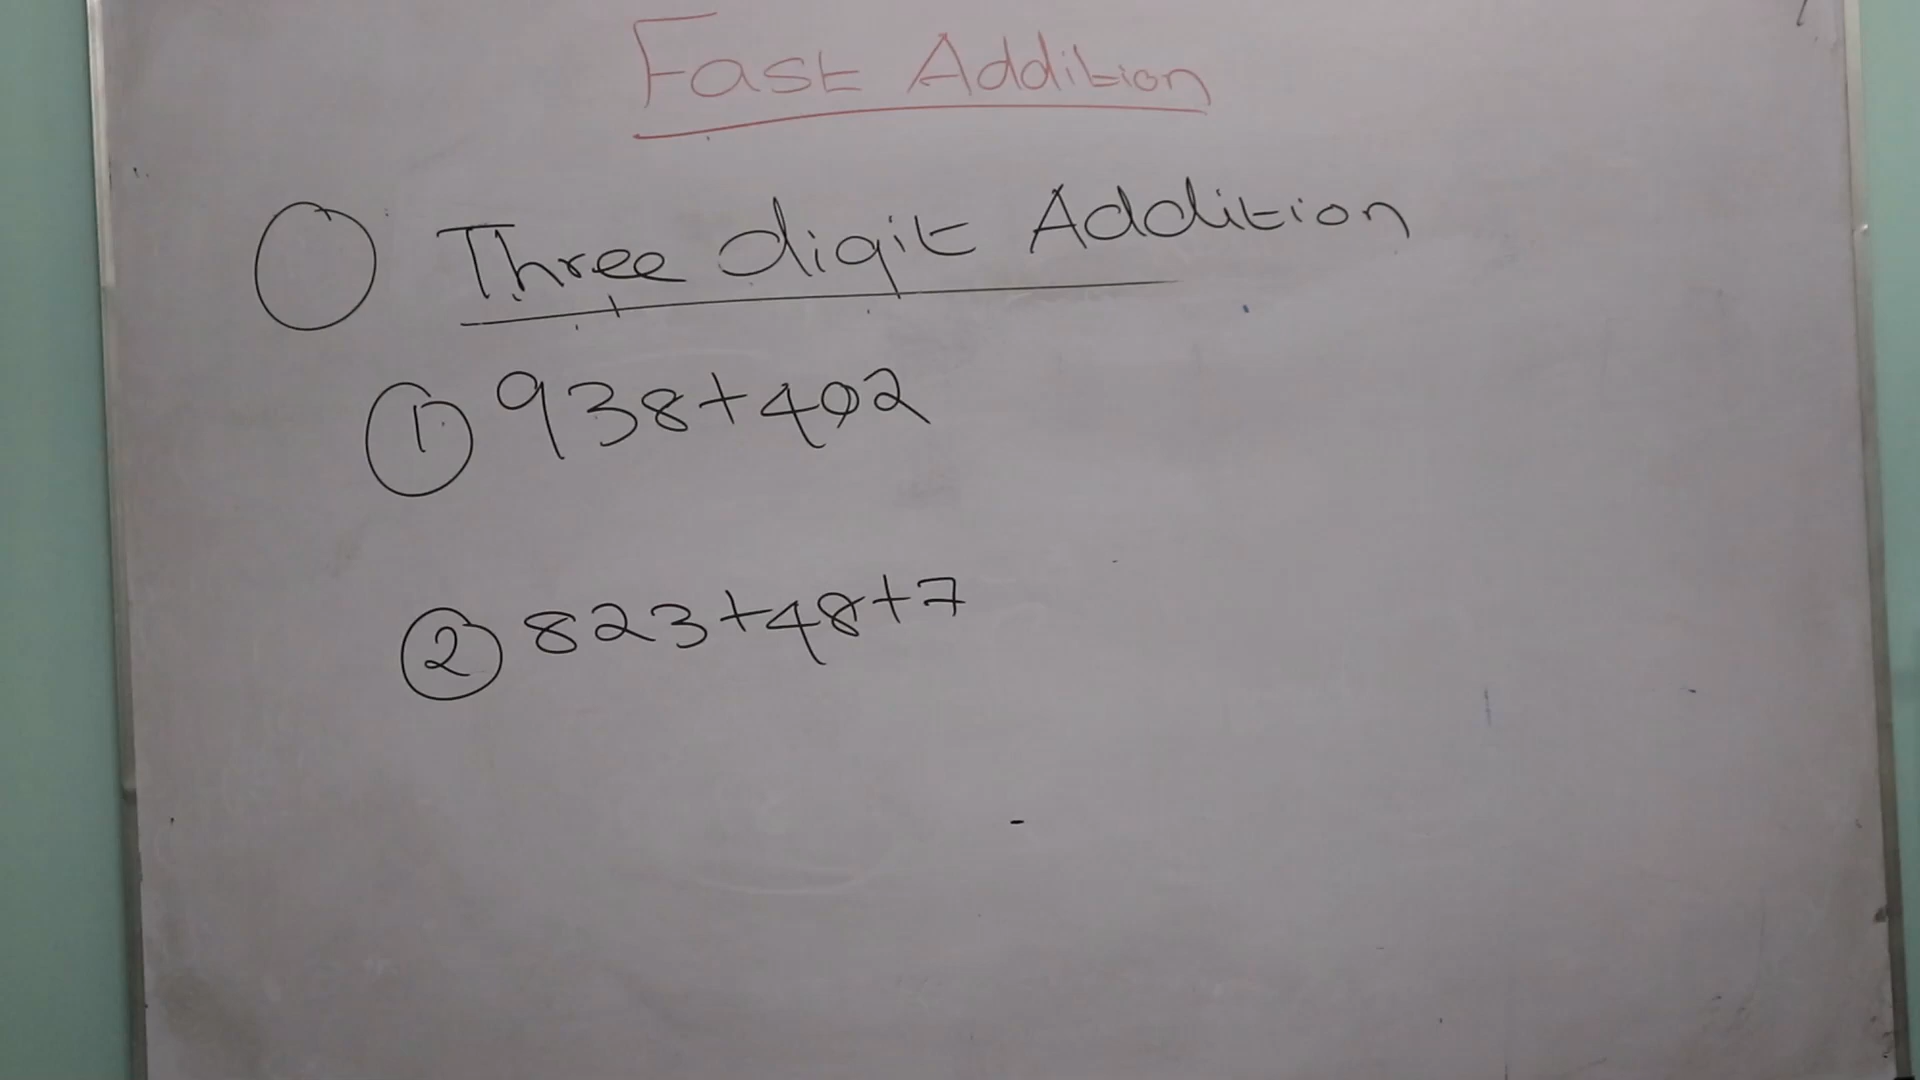 Fast Addition
Three digit Addition
① 938+402
② 823+48+7